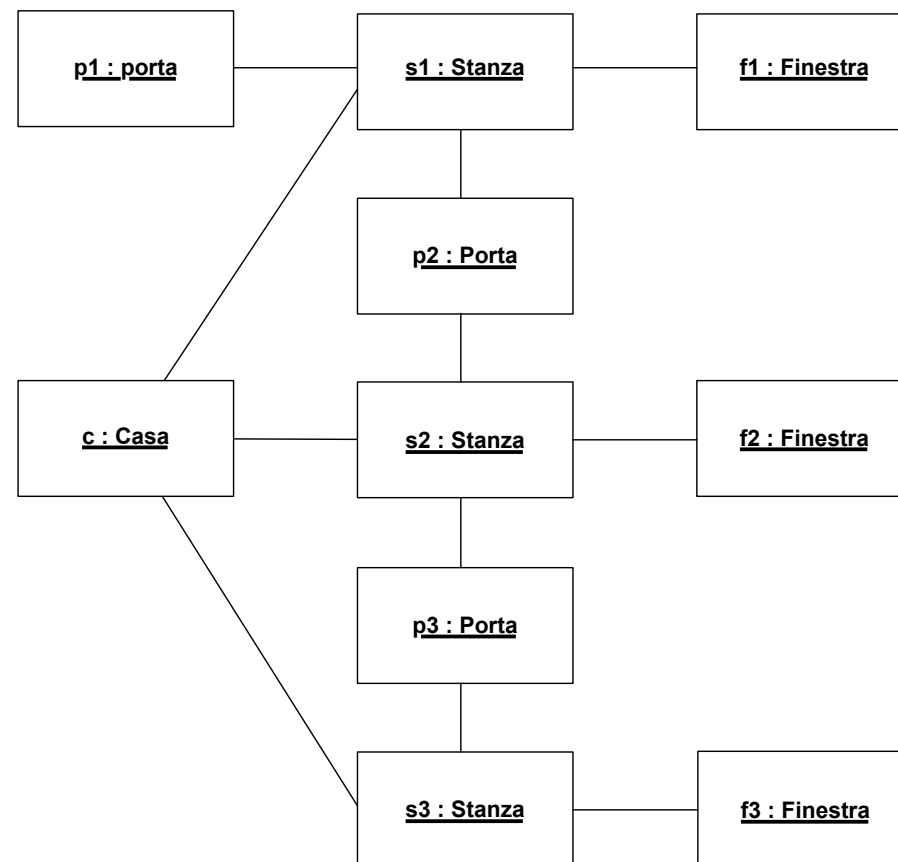 p1 : porta
s1 : Stanza
f1 : Finestra
p2 : Porta
c : Casa
s2 : Stanza
f2 : Finestra
p3 : Porta
s3 : Stanza
f3 : Finestra